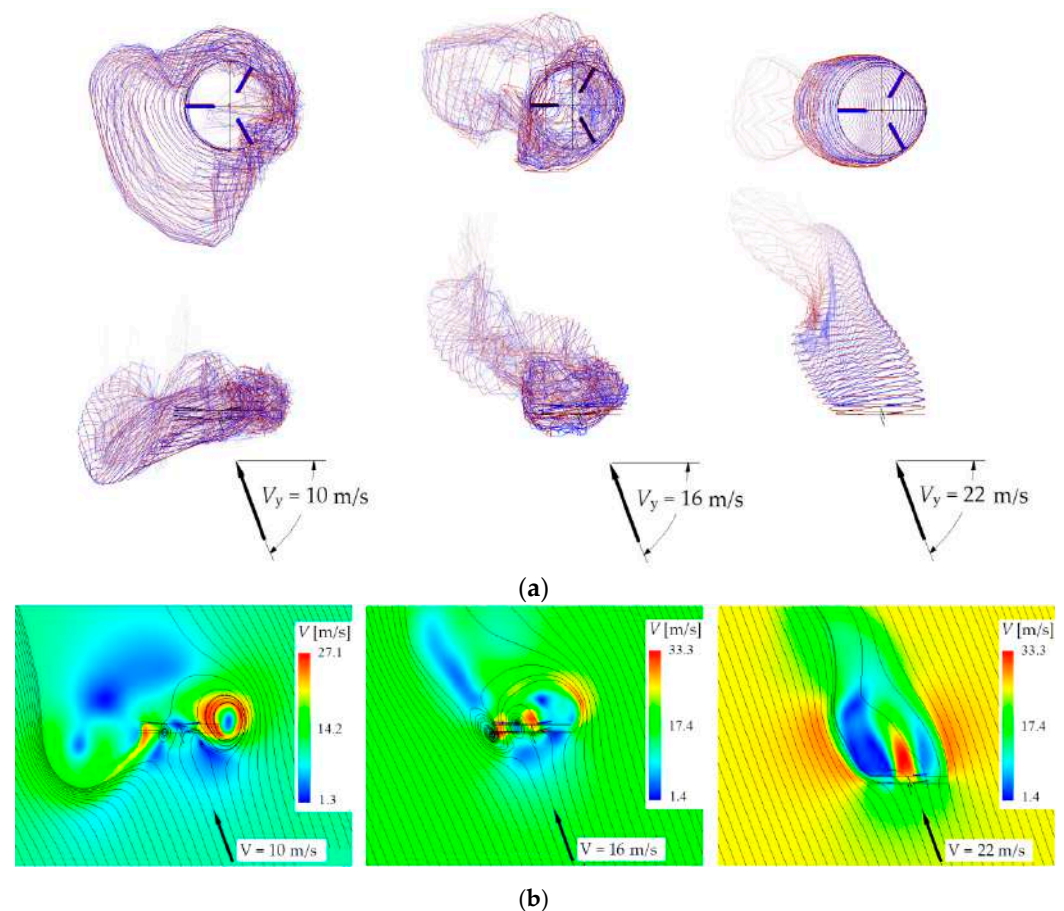 V_y = 10 m/s
V_y = 16 m/s
V_y = 22 m/s
(a)
V [m/s]
27.1
14.2
1.3
V = 10 m/s
V [m/s]
33.3
17.4
1.4
V = 16 m/s
V [m/s]
33.3
17.4
1.4
V = 22 m/s
(b)